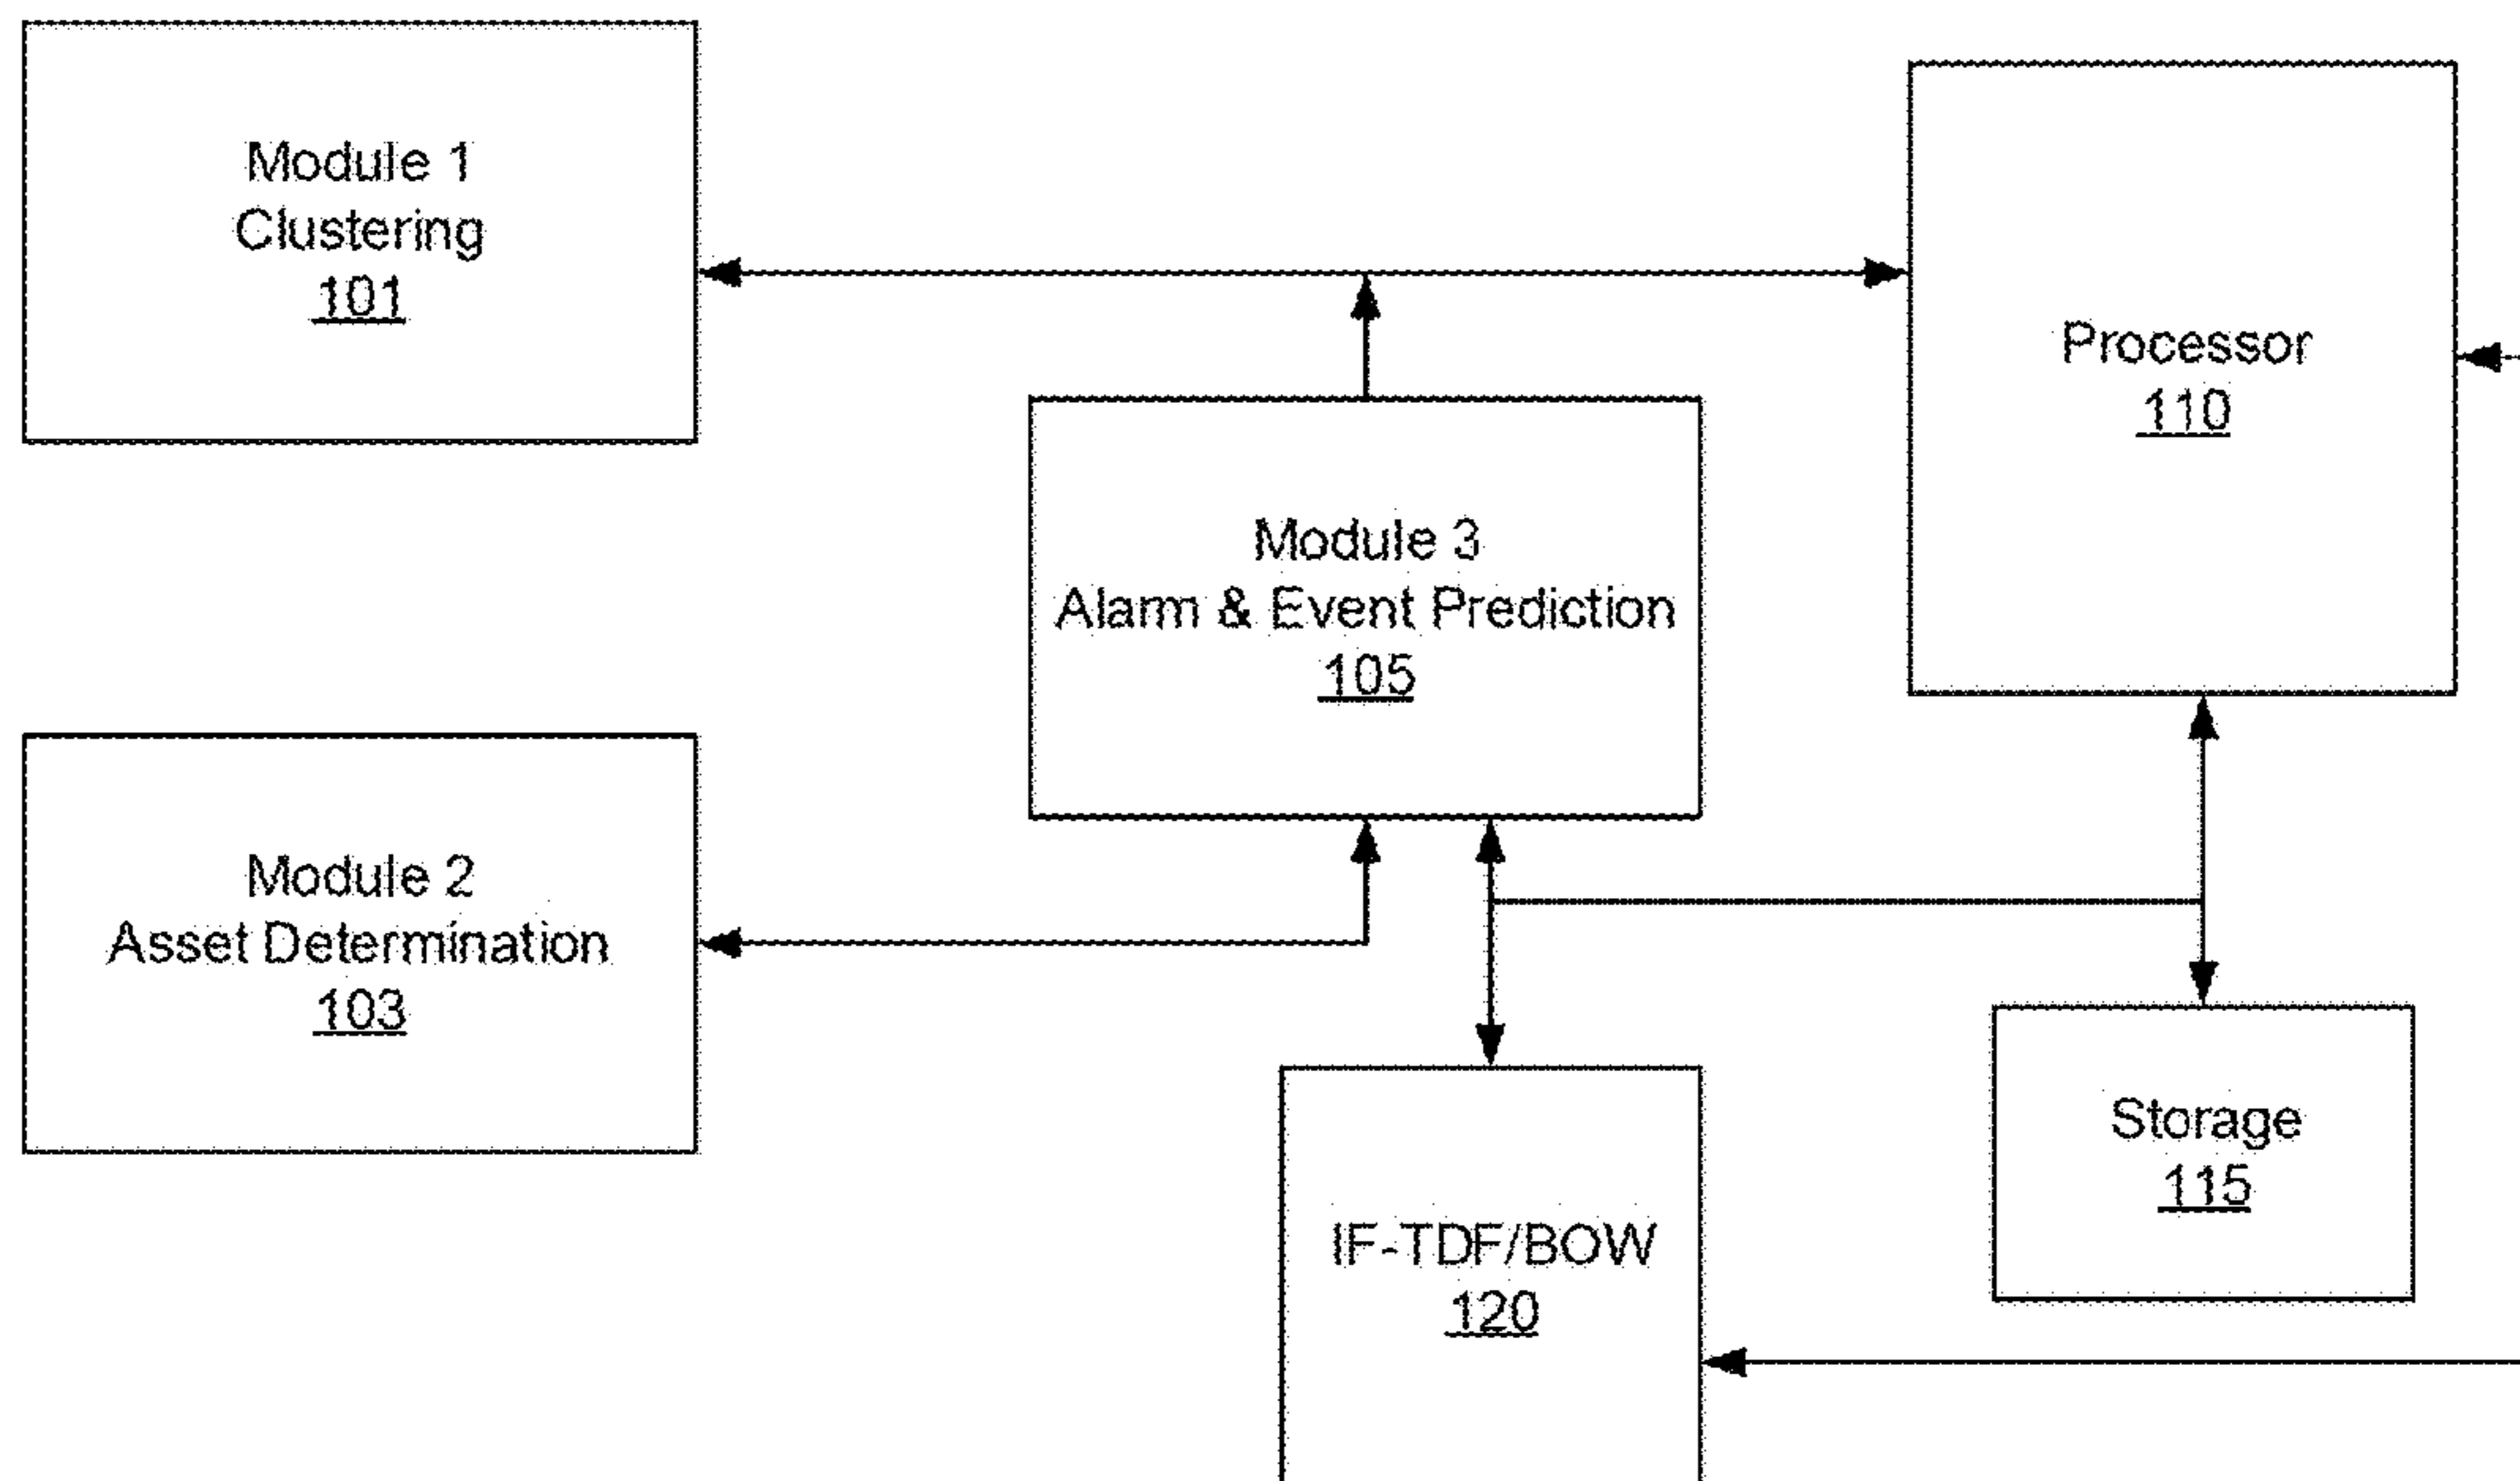 Module 1
Clustering
101
Processor
110
Module 3
Alarm & Event Prediction
105
Module 2
Asset Determination
103
Storage
115
IF-TDF/BOW
120